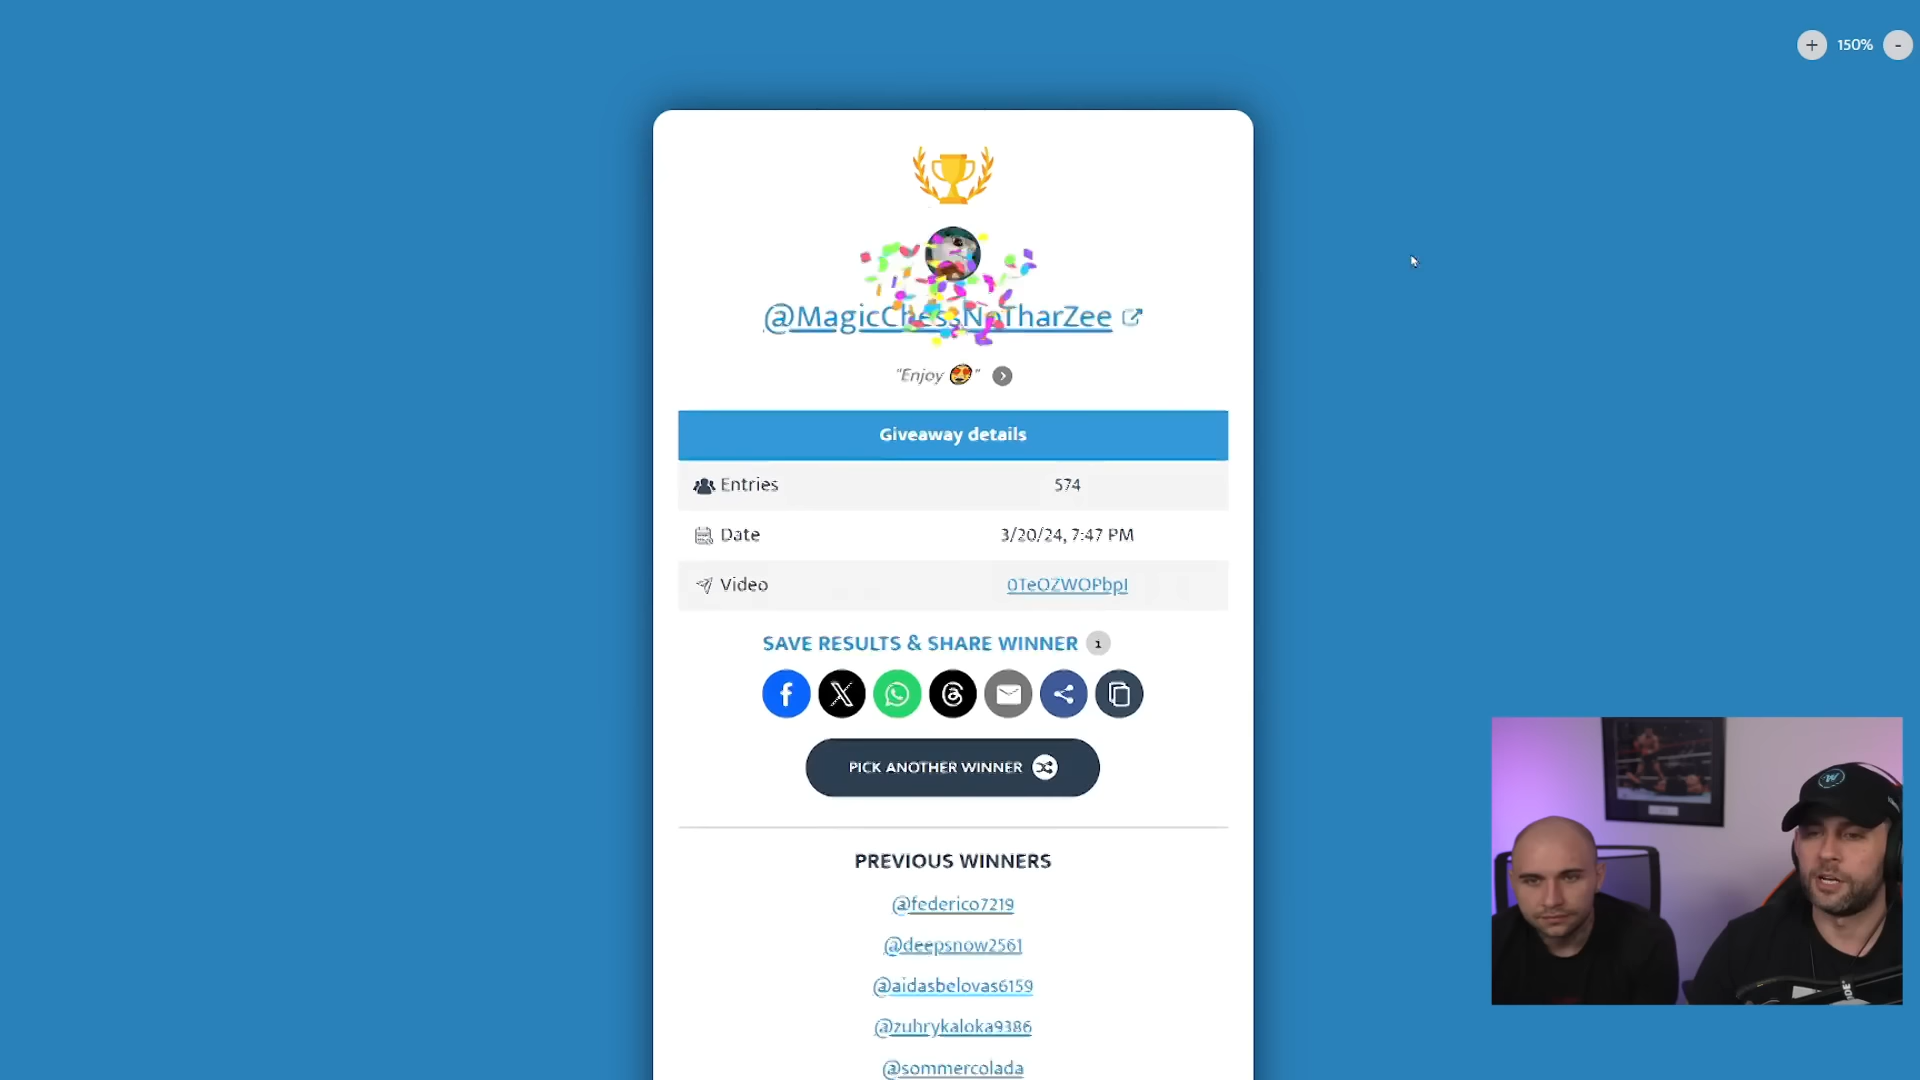 + 150% -
@MagicChessNoTharZee
"Enjoy 😍"
Giveaway details
Entries 574
Date 3/20/24, 7:47 PM
Video 0TeOZWOPbpI
SAVE RESULTS & SHARE WINNER 1
PICK ANOTHER WINNER
PREVIOUS WINNERS
@federico7219
@deepsnow2561
@aidasbelovas6159
@zuhrykaloka9386
@sommercolada